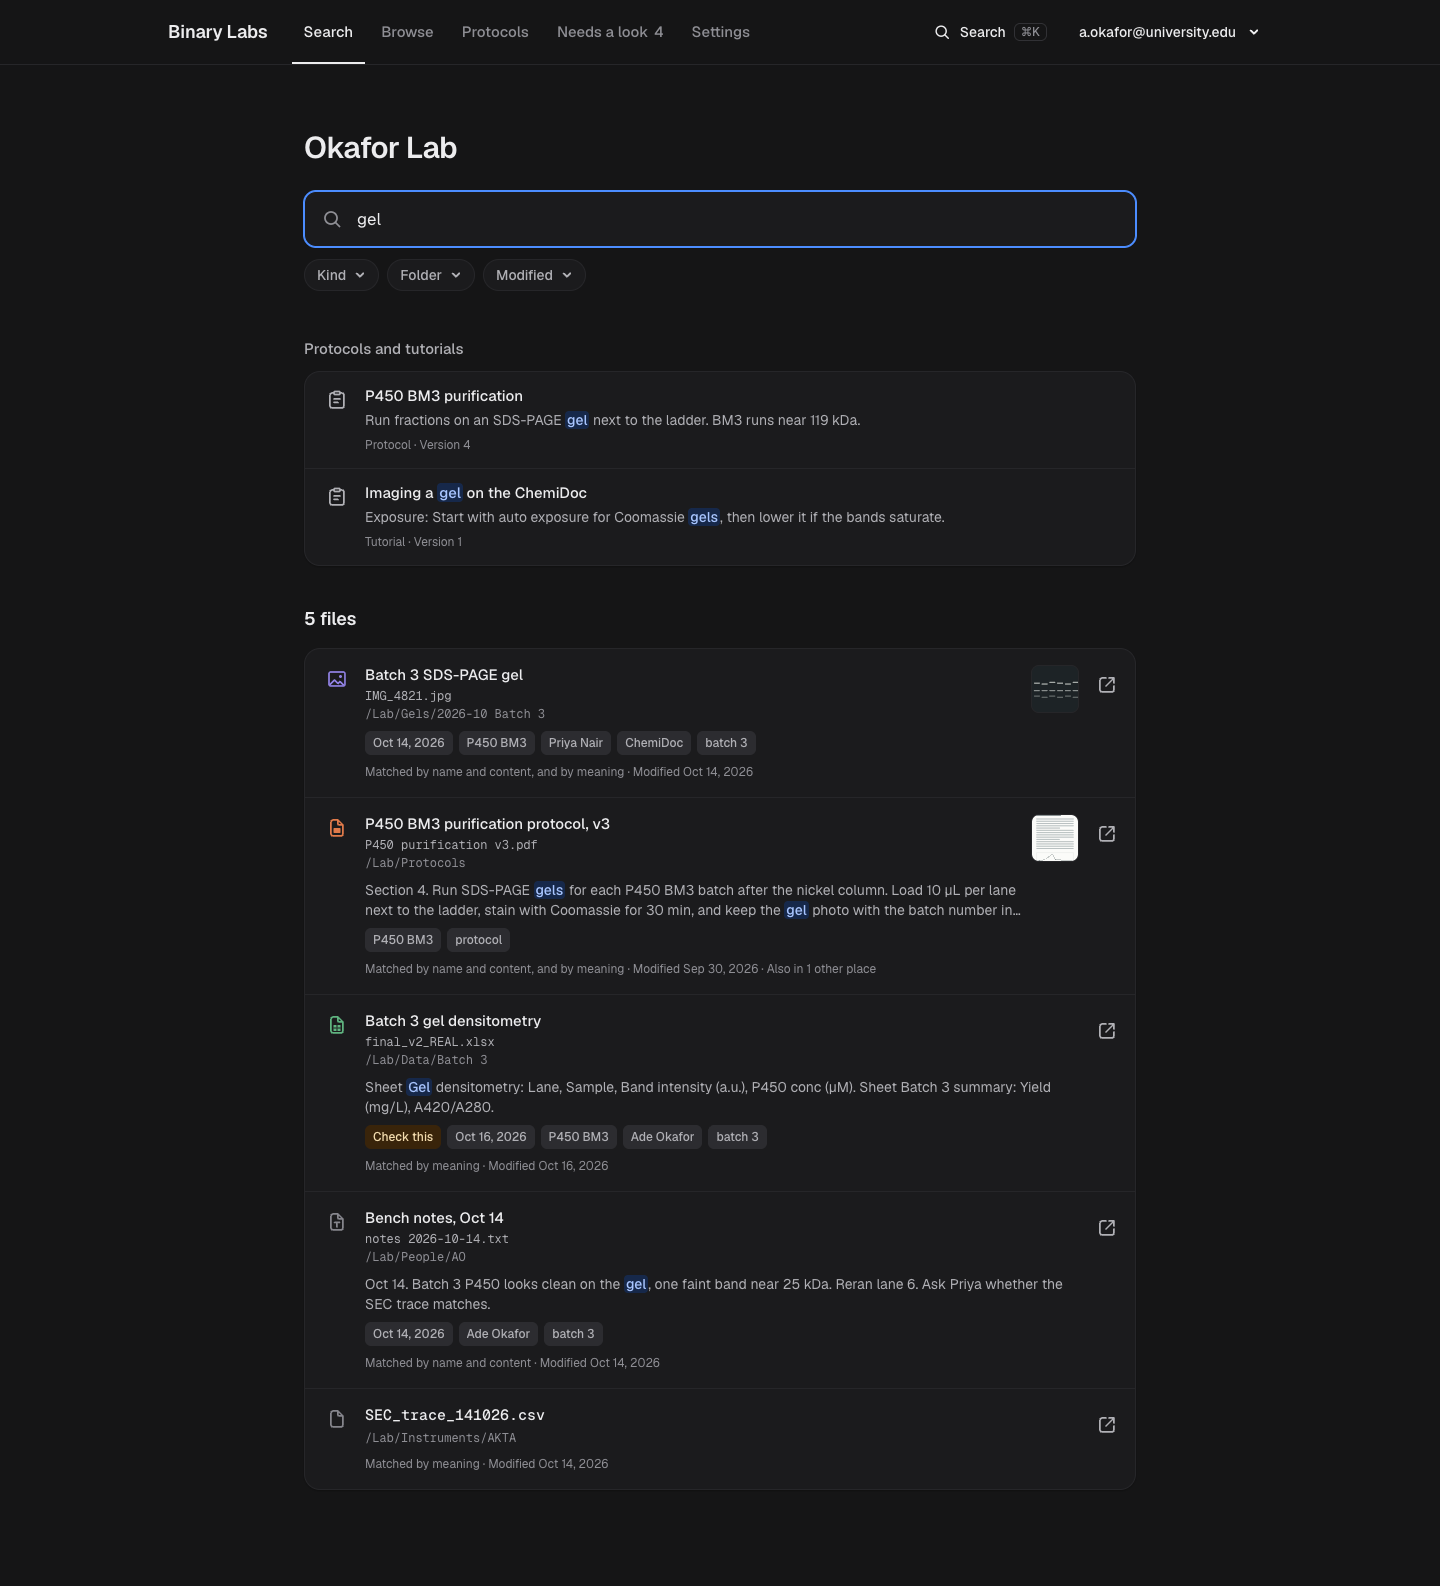 Binary Labs
Search
Browse
Protocols
Needs a look 4
Settings
Search ⌘K
a.okafor@university.edu
Okafor Lab
gel
Kind
Folder
Modified
Protocols and tutorials
P450 BM3 purification
Run fractions on an SDS-PAGE gel next to the ladder. BM3 runs near 119 kDa.
Protocol · Version 4
Imaging a gel on the ChemiDoc
Exposure: Start with auto exposure for Coomassie gels, then lower it if the bands saturate.
Tutorial · Version 1
5 files
Batch 3 SDS-PAGE gel
IMG_4821.jpg
/Lab/Gels/2026-10 Batch 3
Oct 14, 2026
P450 BM3
Priya Nair
ChemiDoc
batch 3
Matched by name and content, and by meaning · Modified Oct 14, 2026
P450 BM3 purification protocol, v3
P450 purification v3.pdf
/Lab/Protocols
Section 4. Run SDS-PAGE gels for each P450 BM3 batch after the nickel column. Load 10 µL per lane
next to the ladder, stain with Coomassie for 30 min, and keep the gel photo with the batch number in…
P450 BM3
protocol
Matched by name and content, and by meaning · Modified Sep 30, 2026 · Also in 1 other place
Batch 3 gel densitometry
final_v2_REAL.xlsx
/Lab/Data/Batch 3
Sheet Gel densitometry: Lane, Sample, Band intensity (a.u.), P450 conc (µM). Sheet Batch 3 summary: Yield
(mg/L), A420/A280.
Check this
Oct 16, 2026
P450 BM3
Ade Okafor
batch 3
Matched by meaning · Modified Oct 16, 2026
Bench notes, Oct 14
notes 2026-10-14.txt
/Lab/People/AO
Oct 14. Batch 3 P450 looks clean on the gel, one faint band near 25 kDa. Reran lane 6. Ask Priya whether the
SEC trace matches.
Oct 14, 2026
Ade Okafor
batch 3
Matched by name and content · Modified Oct 14, 2026
SEC_trace_141026.csv
/Lab/Instruments/AKTA
Matched by meaning · Modified Oct 14, 2026